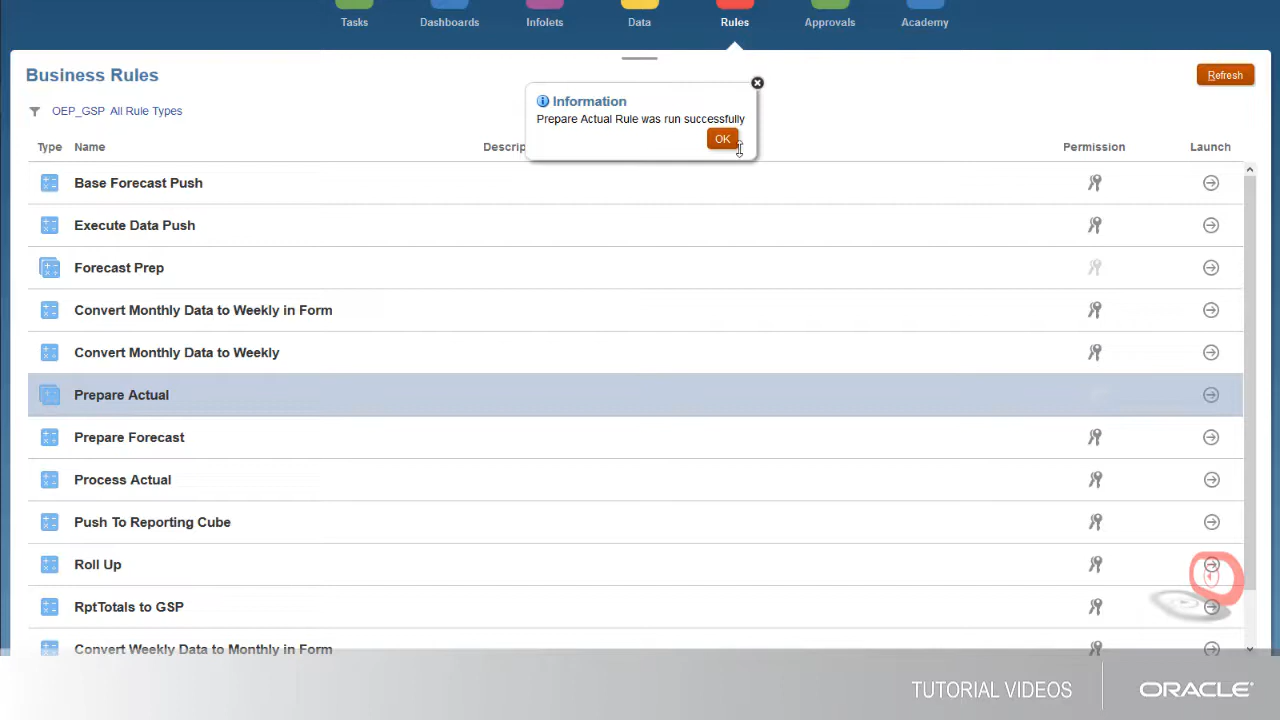 Tasks Dashboards Infolets Data Rules Approvals Academy
Business Rules
Refresh
OEP_GSP All Rule Types
Information
Prepare Actual Rule was run successfully
OK
Type Name Descrip Permission Launch
Base Forecast Push
Execute Data Push
Forecast Prep
Convert Monthly Data to Weekly in Form
Convert Monthly Data to Weekly
Prepare Actual
Prepare Forecast
Process Actual
Push To Reporting Cube
Roll Up
RptTotals to GSP
Convert Weekly Data to Monthly in Form
TUTORIAL VIDEOS
ORACLE®